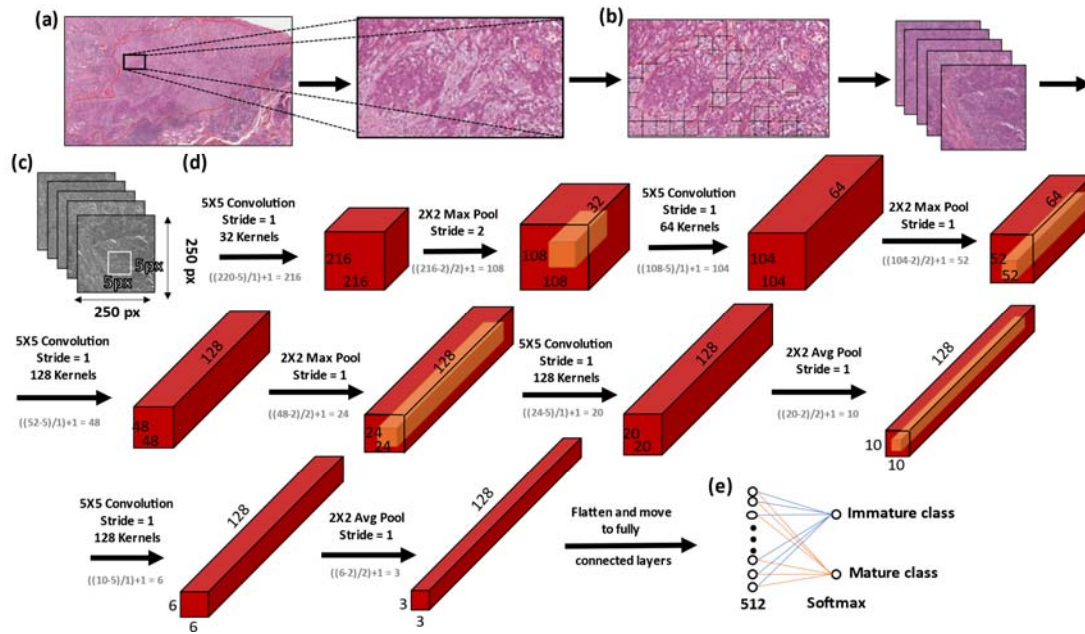 (a)
(b)
(c)
5px
5px
250 px
250 px
(d)
5X5 Convolution
Stride = 1
32 Kernels
((220-5)/1)+1 = 216
216
216
2X2 Max Pool
Stride = 2
((216-2)/2)+1 = 108
32
108
108
5X5 Convolution
Stride = 1
64 Kernels
((108-5)/1)+1 = 104
64
104
104
2X2 Max Pool
Stride = 1
((104-2)/2)+1 = 52
64
52
52
5X5 Convolution
Stride = 1
128 Kernels
((52-5)/1)+1 = 48
128
48
48
2X2 Max Pool
Stride = 1
((48-2)/2)+1 = 24
128
24
24
5X5 Convolution
Stride = 1
128 Kernels
((24-5)/1)+1 = 20
128
20
20
2X2 Avg Pool
Stride = 1
((20-2)/2)+1 = 10
128
10
10
5X5 Convolution
Stride = 1
128 Kernels
((10-5)/1)+1 = 6
128
6
6
2X2 Avg Pool
Stride = 1
((6-2)/2)+1 = 3
128
3
3
Flatten and move
to fully
connected layers
(e)
Immature class
Mature class
512
Softmax